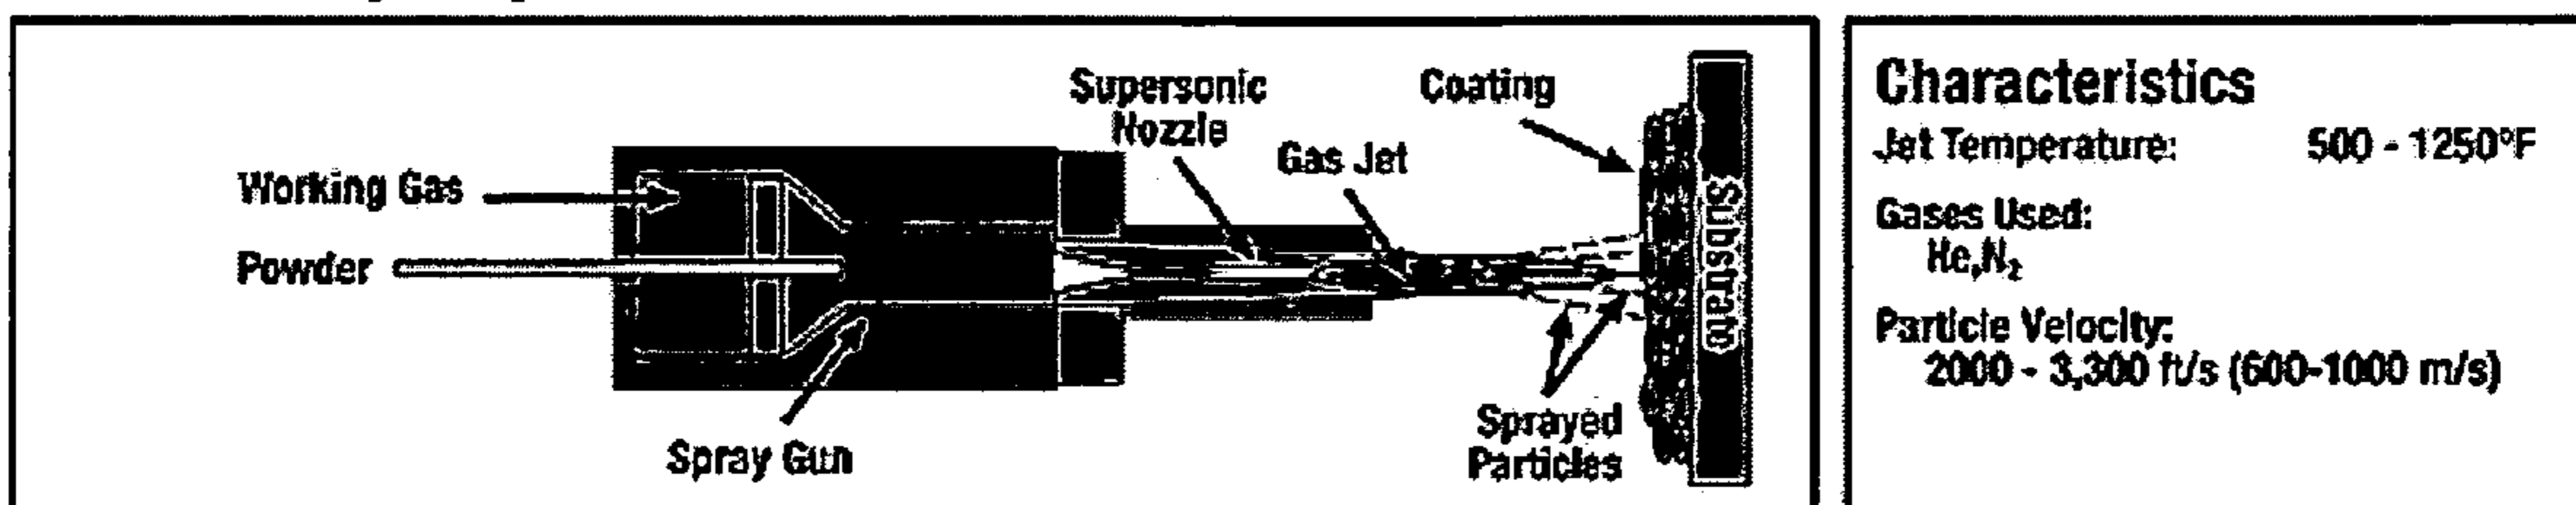 Supersonic
Nozzle
Coating
Gas Jet
Working Gas
Powder
Substrate
Spray Gun
Sprayed
Particles
Characteristics
Jet Temperature: 500 - 1250°F
Gases Used:
He,N₂
Particle Velocity:
2000 - 3,300 ft/s (600-1000 m/s)